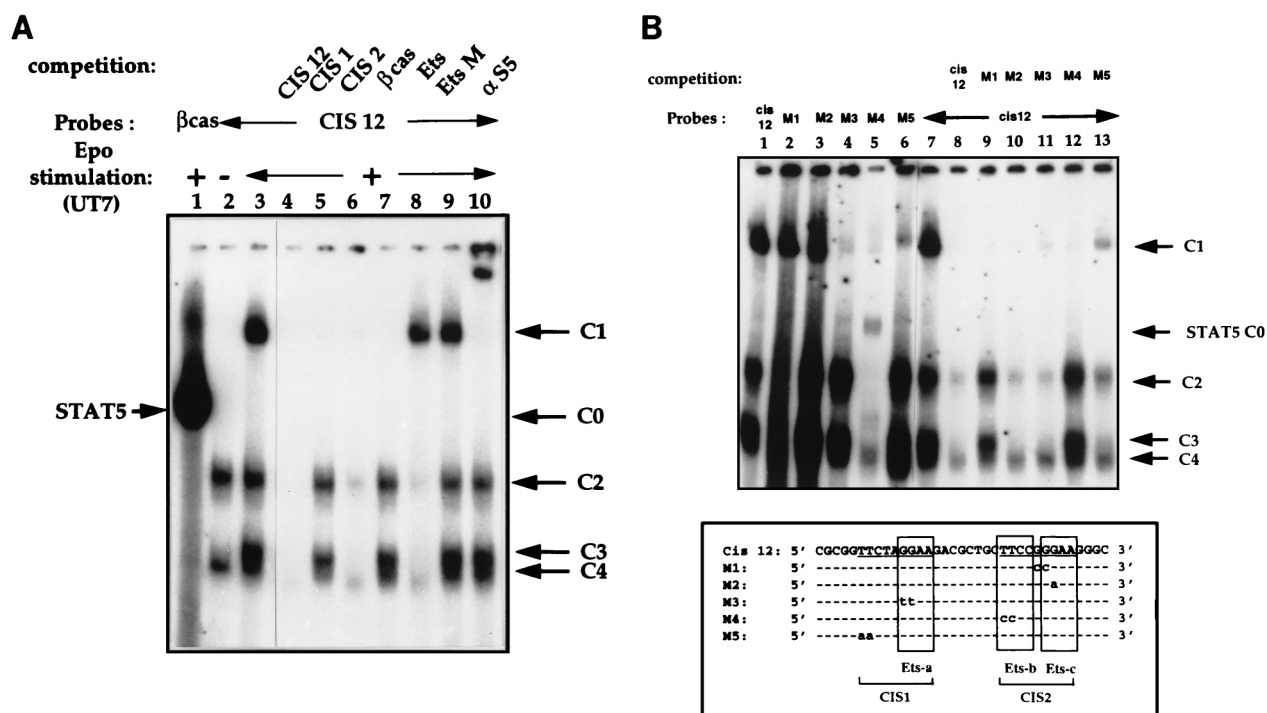 A
competition: CIS 12 CIS 1 CIS 2 βcas Ets Ets M α S5
Probes : βcas CIS 12
Epo
stimulation: + - +
(UT7) 1 2 3 4 5 6 7 8 9 10
C1
STAT5 C0
C2
C3
C4
B
competition: cis 12 M1 M2 M3 M4 M5
Probes : cis 12 M1 M2 M3 M4 M5 cis12
1 2 3 4 5 6 7 8 9 10 11 12 13
C1
STAT5 C0
C2
C3
C4
Cis 12: 5' CGCGGTTCTAGGAAGACGCTGCTTCCGGGAAGGGC 3'
M1: 5' --------------------------cc------- 3'
M2: 5' ----------------------------a------ 3'
M3: 5' ----------tt----------------------- 3'
M4: 5' ----------------------cc----------- 3'
M5: 5' -----aa---------------------------- 3'
Ets-a Ets-b Ets-c
CIS1 CIS2